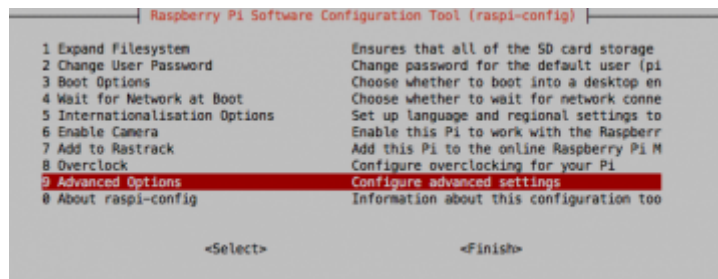 Raspberry Pi Software Configuration Tool (raspi-config)
1 Expand Filesystem Ensures that all of the SD card storage
2 Change User Password Change password for the default user (pi
3 Boot Options Choose whether to boot into a desktop en
4 Wait for Network at Boot Choose whether to wait for network conne
5 Internationalisation Options Set up language and regional settings to
6 Enable Camera Enable this Pi to work with the Raspberr
7 Add to Rastrack Add this Pi to the online Raspberry Pi M
8 Overclock Configure overclocking for your Pi
9 Advanced Options Configure advanced settings
0 About raspi-config Information about this configuration too
<Select> <Finish>